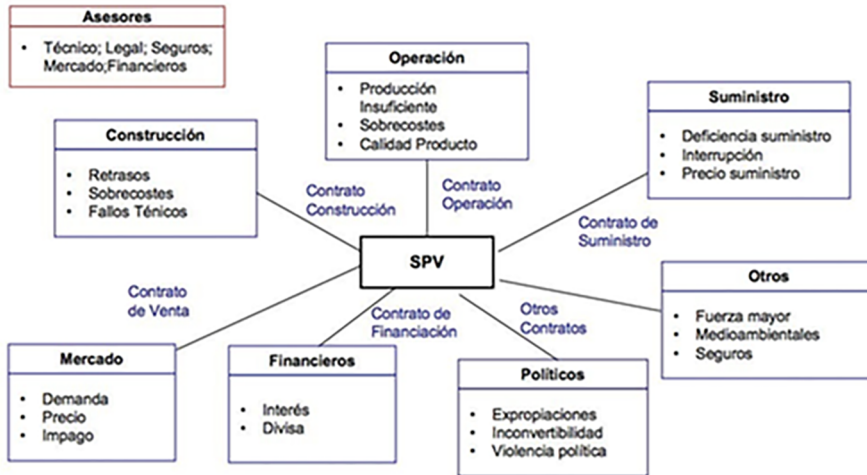 Asesores
• Técnico; Legal; Seguros;
Mercado;Financieros
Operación
• Producción
Insuficiente
• Sobrecostes
• Calidad Producto
Suministro
• Deficiencia suministro
• Interrupción
• Precio suministro
Construcción
• Retrasos
• Sobrecostes
• Fallos Ténicos
Contrato
Construcción
Contrato
Operación
Contrato de
Suministro
SPV
Contrato
de Venta
Contrato de
Financiación
Otros
Contratos
Otros
• Fuerza mayor
• Medioambientales
• Seguros
Mercado
• Demanda
• Precio
• Impago
Financieros
• Interés
• Divisa
Políticos
• Expropiaciones
• Inconvertibilidad
• Violencia política